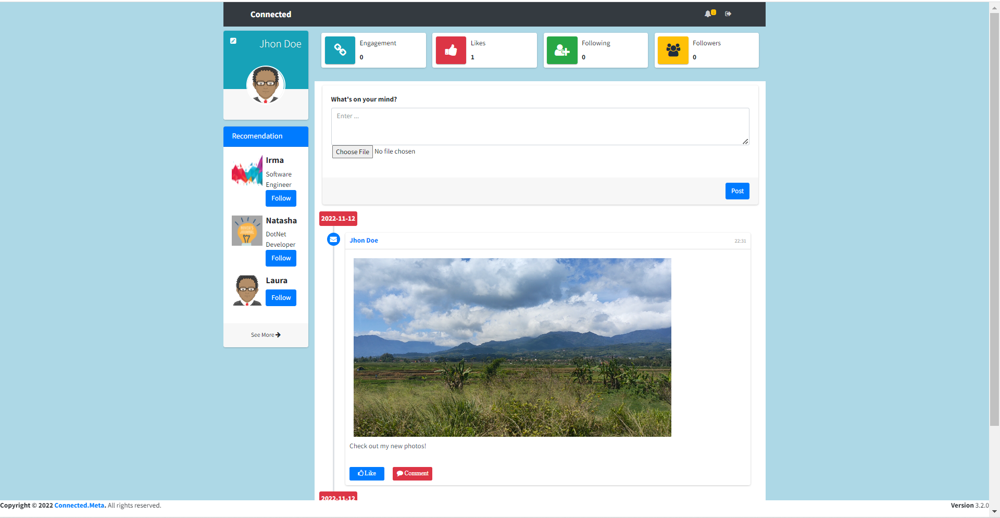 Connected
Jhon Doe
Engagement
0
Likes
1
Following
0
Followers
0
Recomendation
Irma
Software
Engineer
Follow
Natasha
DotNet
Developer
Follow
Laura
Follow
See More
What's on your mind?
Enter ...
Choose File No file chosen
Post
2022-11-12
Jhon Doe
22:31
Check out my new photos!
Like
Comment
2022-11-12
Copyright © 2022 Connected.Meta. All rights reserved.
Version 3.2.0